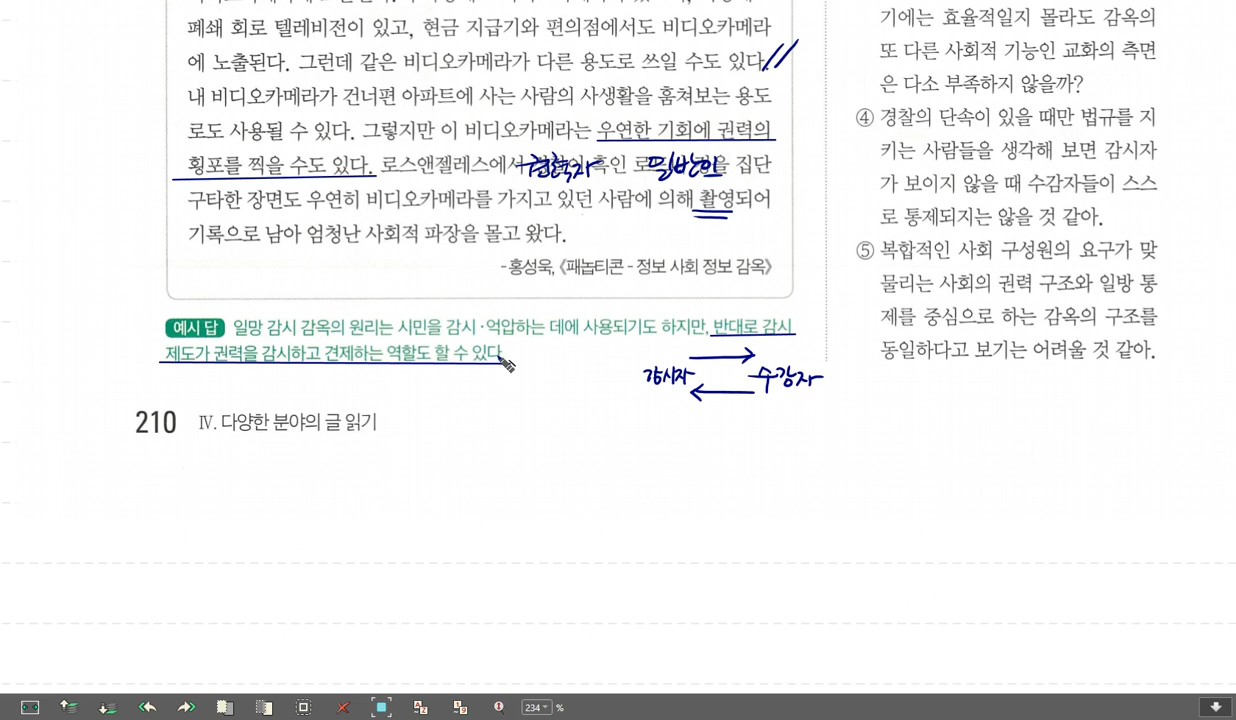 폐쇄 회로 텔레비전이 있고, 현금 지급기와 편의점에서도 비디오카메라
에 노출된다. 그런데 같은 비디오카메라가 다른 용도로 쓰일 수도 있다.
내 비디오카메라가 건너편 아파트에 사는 사람의 사생활을 훔쳐보는 용도
로도 사용될 수 있다. 그렇지만 이 비디오카메라는 우연한 기회에 권력의
횡포를 찍을 수도 있다. 로스앤젤레스에서 흑인 집단
일반인
구타한 장면도 우연히 비디오카메라를 가지고 있던 사람에 의해 촬영되어
기록으로 남아 엄청난 사회적 파장을 몰고 왔다.
- 홍성욱, 《패놉티콘 - 정보 사회 정보 감옥》
예시 답 일망 감시 감옥의 원리는 시민을 감시·억압하는 데에 사용되기도 하지만, 반대로 감시
제도가 권력을 감시하고 견제하는 역할도 할 수 있다
감시자 수감자
210 Ⅳ. 다양한 분야의 글 읽기
기에는 효율적일지 몰라도 감옥의
또 다른 사회적 기능인 교화의 측면
은 다소 부족하지 않을까?
④ 경찰의 단속이 있을 때만 법규를 지
키는 사람들을 생각해 보면 감시자
가 보이지 않을 때 수감자들이 스스
로 통제되지는 않을 것 같아.
⑤ 복합적인 사회 구성원의 요구가 맞
물리는 사회의 권력 구조와 일방 통
제를 중심으로 하는 감옥의 구조를
동일하다고 보기는 어려울 것 같아.
234 %